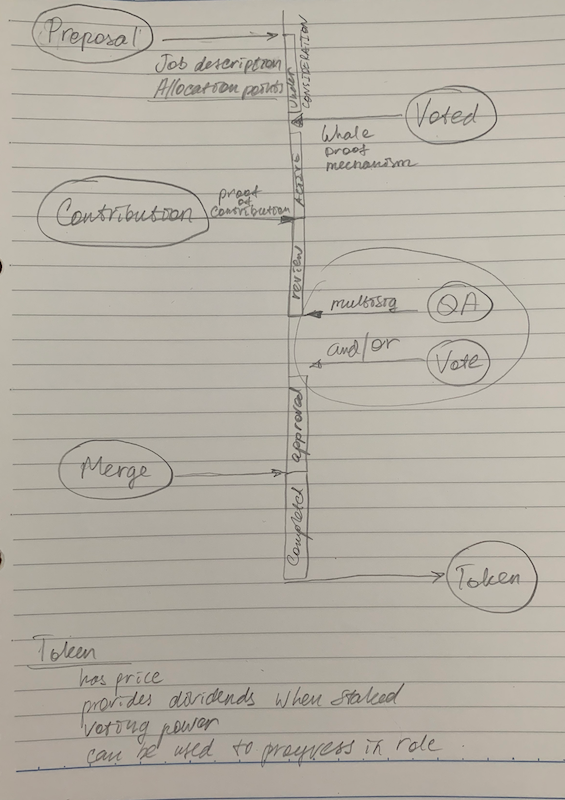 Preposal
Job description
Allocation points
Under
CONSIDERATION
Voted
Whale
proof
mechanism
Active
Contribution
proof
of
contribution
review
multisig
QA
and/or
Vote
approval
Merge
Completed
Token
Token
has price
provides dividends when staked
voting power
can be used to progress in role.